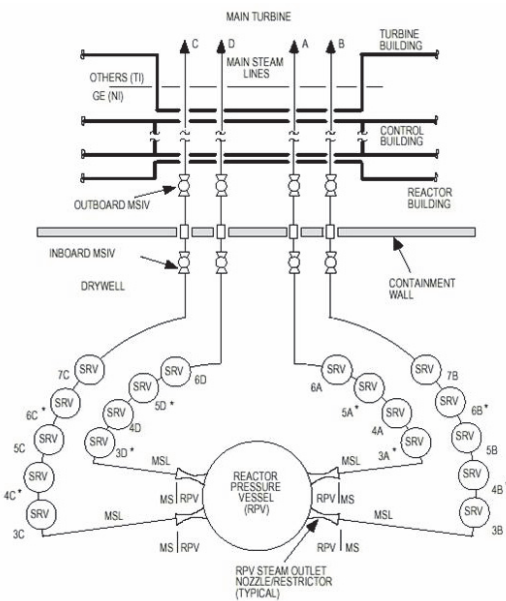 MAIN TURBINE
C D A B
TURBINE
BUILDING
MAIN STEAM
LINES
OTHERS (TI)
GE (NI)
CONTROL
BUILDING
OUTBOARD MSIV
REACTOR
BUILDING
INBOARD MSIV
DRYWELL
CONTAINMENT
WALL
7C SRV
6C * SRV
5C SRV
4C * SRV
3C SRV
SRV 6D
SRV 5D *
SRV 4D
SRV 3D *
6A SRV
5A * SRV
4A SRV
3A * SRV
SRV 7B
SRV 6B *
SRV 5B
SRV 4B *
SRV 3B
MSL
MSL
REACTOR
PRESSURE
VESSEL
(RPV)
MS | RPV
RPV | MS
MSL
MSL
MS | RPV
RPV | MS
RPV STEAM OUTLET
NOZZLE/RESTRICTOR
(TYPICAL)